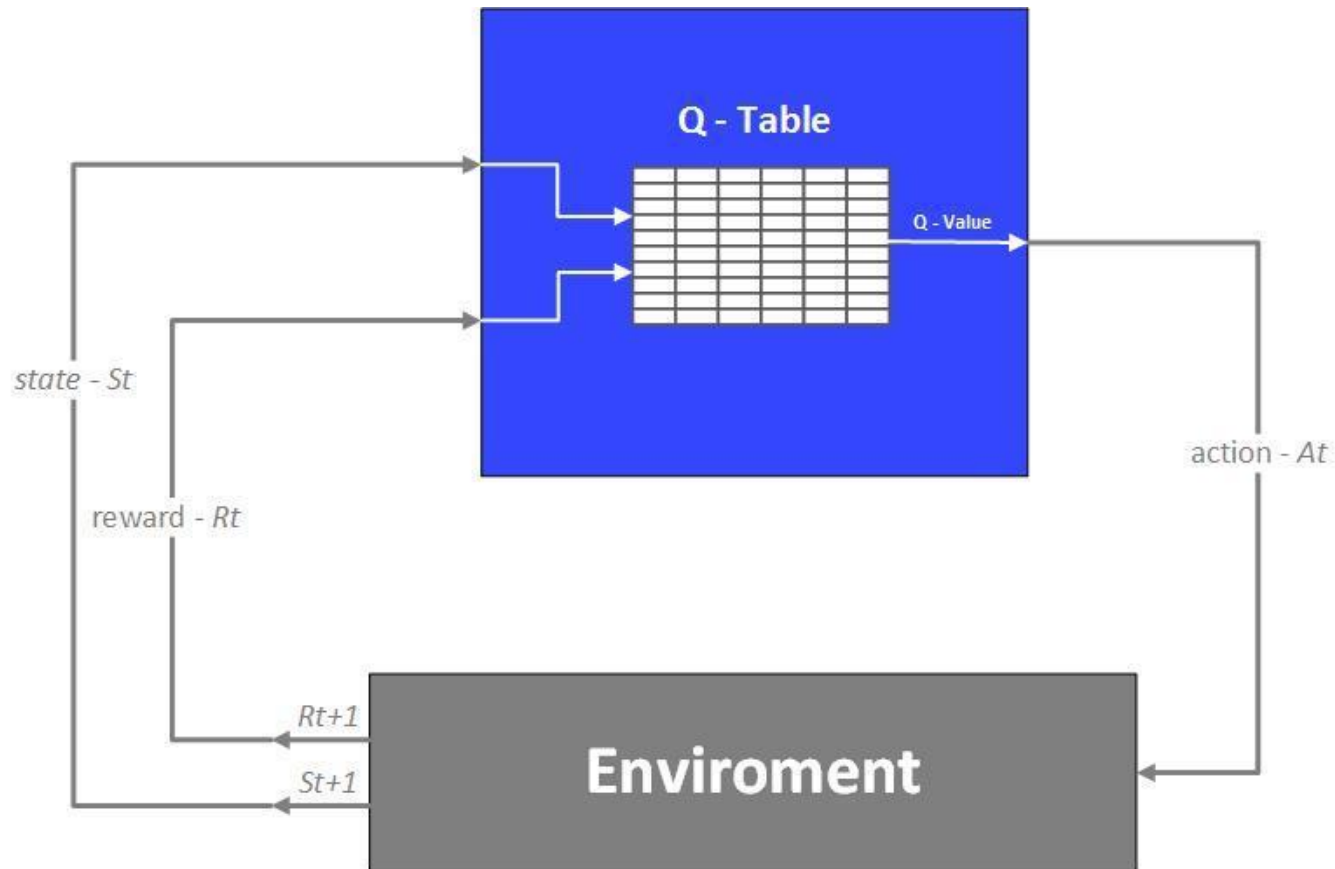 Q - Table
Q - Value
state - St
action - At
reward - Rt
Rt+1
Enviroment
St+1